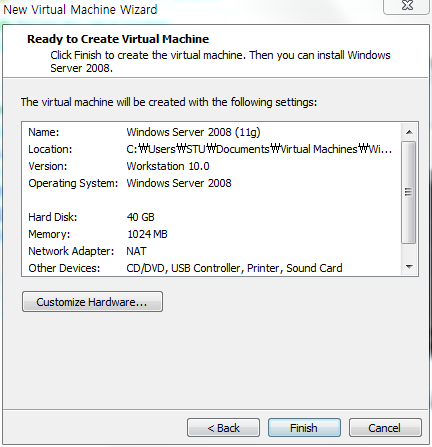 New Virtual Machine Wizard
Ready to Create Virtual Machine
Click Finish to create the virtual machine. Then you can install Windows
Server 2008.
The virtual machine will be created with the following settings:
Name: Windows Server 2008 (11g)
Location: C:₩Users₩STU₩Documents₩Virtual Machines₩Wi...
Version: Workstation 10.0
Operating System: Windows Server 2008
Hard Disk: 40 GB
Memory: 1024 MB
Network Adapter: NAT
Other Devices: CD/DVD, USB Controller, Printer, Sound Card
Customize Hardware...
< Back Finish Cancel